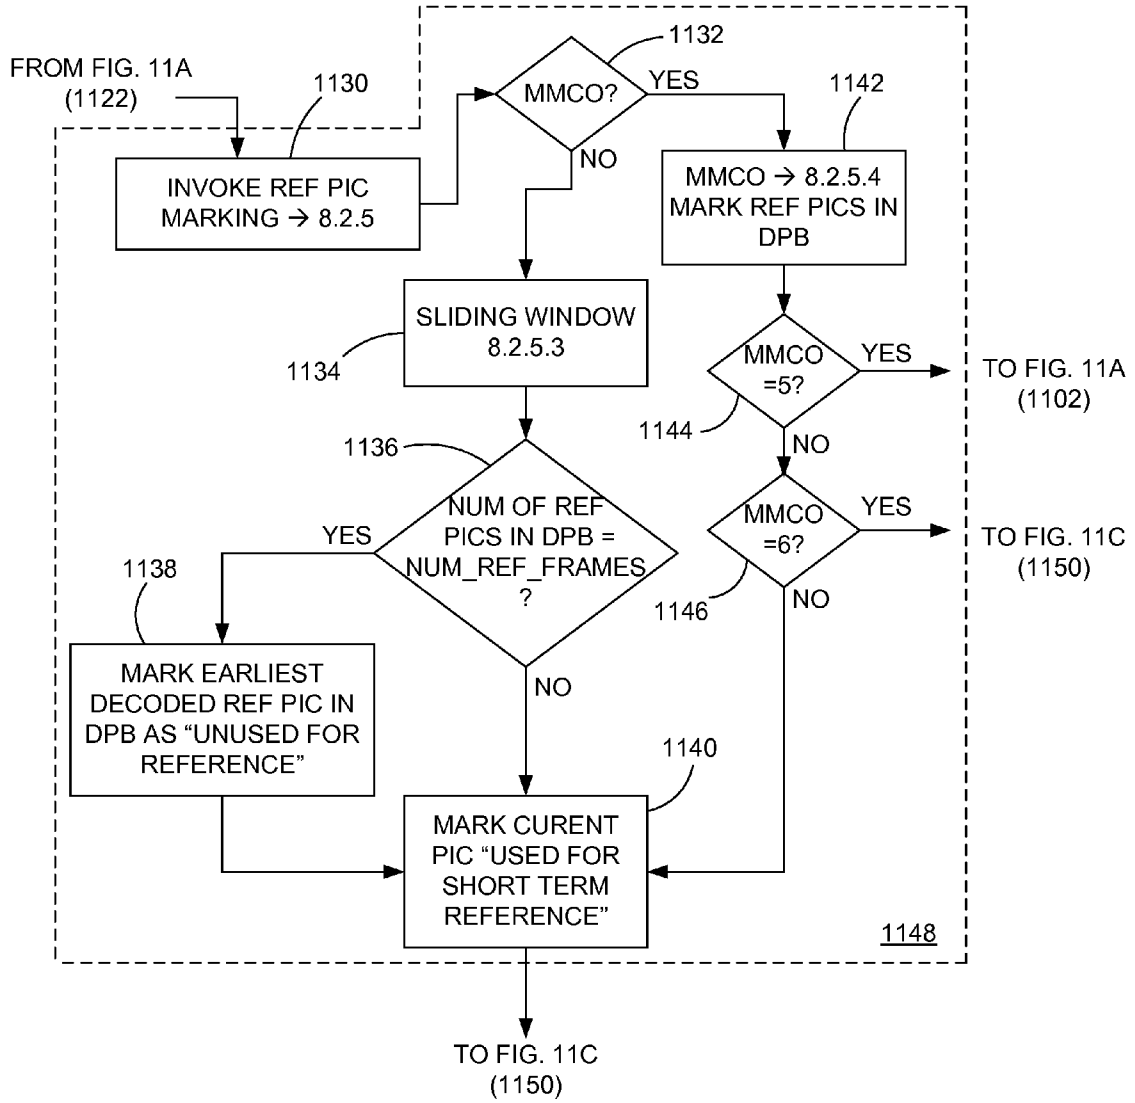 FROM FIG. 11A
(1122)
1130
INVOKE REF PIC
MARKING → 8.2.5
1132
MMCO?
YES
NO
1142
MMCO → 8.2.5.4
MARK REF PICS IN
DPB
SLIDING WINDOW
8.2.5.3
1134
MMCO
=5?
YES
1144
NO
TO FIG. 11A
(1102)
1136
NUM OF REF
PICS IN DPB =
NUM_REF_FRAMES
?
YES
NO
MMCO
=6?
YES
1146
NO
TO FIG. 11C
(1150)
1138
MARK EARLIEST
DECODED REF PIC IN
DPB AS “UNUSED FOR
REFERENCE”
1140
MARK CURENT
PIC “USED FOR
SHORT TERM
REFERENCE”
1148
TO FIG. 11C
(1150)